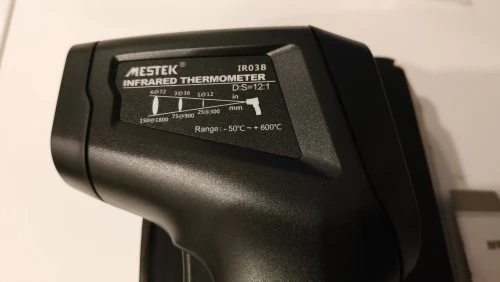 MESTEK® IR03B
INFRARED THERMOMETER
D:S=12:1
6@72 3@36 1@12 in
mm
150@1800 75@900 25@300
Range: -50℃~+600℃